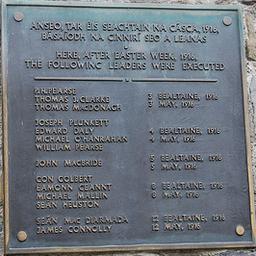 ANSEO, TAR ÉIS SEACHTAIN NA CÁSCA, 1916,
BÁSAÍODH NA CINNIRÍ SEO A LEANAS
HERE, AFTER EASTER WEEK, 1916,
THE FOLLOWING LEADERS WERE EXECUTED
P.H. PEARSE
THOMAS J. CLARKE 3 BEALTAINE, 1916
THOMAS MACDONAGH 3 MAY, 1916
JOSEPH PLUNKETT
EDWARD DALY 4 BEALTAINE, 1916
MICHAEL O'HANRAHAN 4 MAY, 1916
WILLIAM PEARSE
JOHN MACBRIDE 5 BEALTAINE, 1916
5 MAY, 1916
CON COLBERT
EAMONN CEANNT 8 BEALTAINE, 1916
MICHAEL MALLIN 8 MAY, 1916
SEÁN HEUSTON
SEÁN MAC DIARMADA 12 BEALTAINE, 1916
JAMES CONNOLLY 12 MAY, 1916